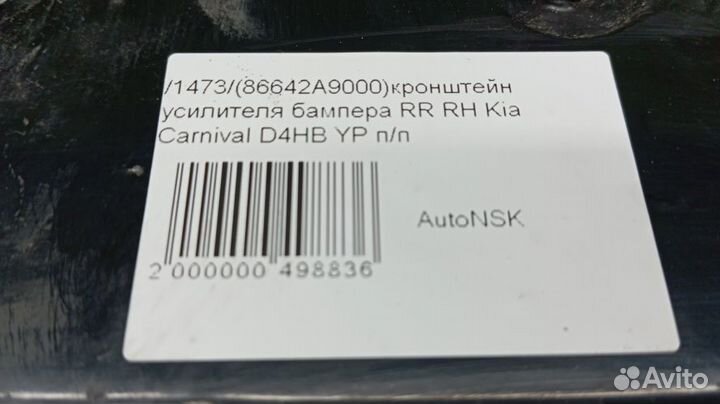 /1473/(86642A9000)кронштейн
усилителя бампера RR RH Kia
Carnival D4HB YP п/п
AutoNSK
2 000000 498836
Avito